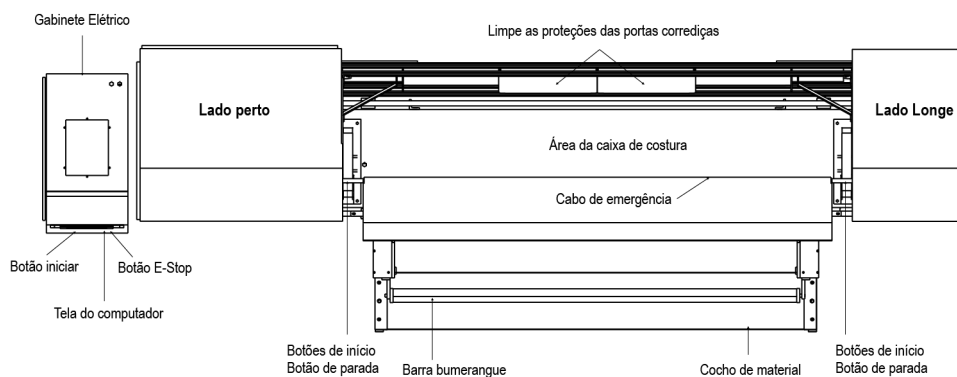 Gabinete Elétrico
Limpe as proteções das portas corrediças
Lado perto
Lado Longe
Área da caixa de costura
Cabo de emergência
Botão iniciar
Botão E-Stop
Tela do computador
Botões de início
Botão de parada
Barra bumerangue
Cocho de material
Botões de início
Botão de parada